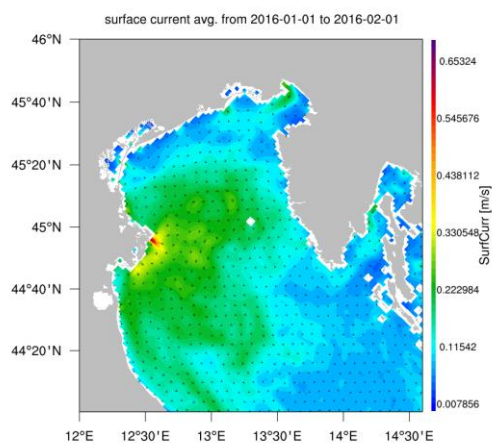 surface current avg. from 2016-01-01 to 2016-02-01
46°N
45°40'
45°20'
45°N
44°40'
44°20'
12°E
12°30'E
13°E
13°30'E
14°E
14°30'E
0.65324
0.545676
0.438112
0.330548
0.222984
0.11542
0.007856
SurfCurr [m/s]